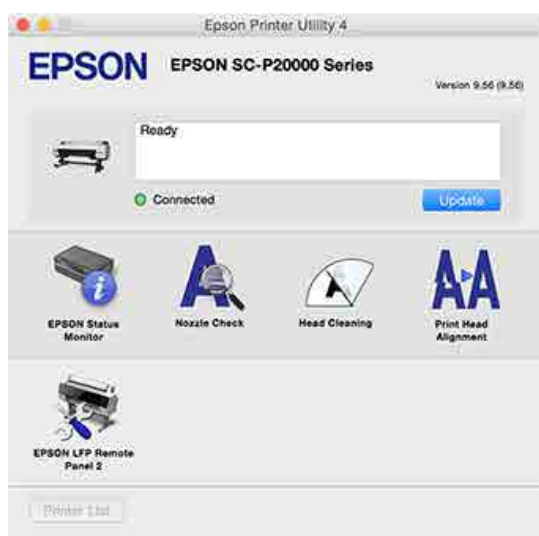 Epson Printer Utility 4
EPSON
EPSON SC-P20000 Series
Version 9.56 (9.56)
Ready
Connected
Update
EPSON Status
Monitor
Nozzle Check
Head Cleaning
Print Head
Alignment
EPSON LFP Remote
Panel 2
Printer List